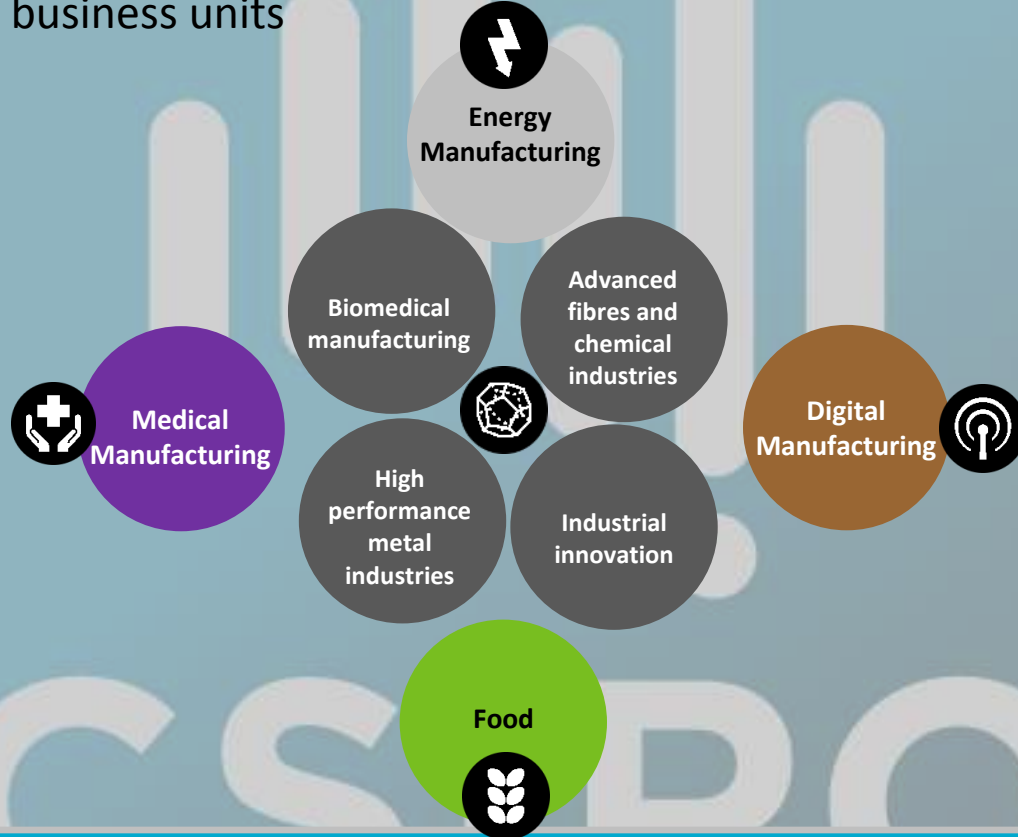 business units
Energy
Manufacturing
Biomedical
manufacturing
Advanced
fibres and
chemical
industries
Medical
Manufacturing
Digital
Manufacturing
High
performance
metal
industries
Industrial
innovation
Food
CSIRO